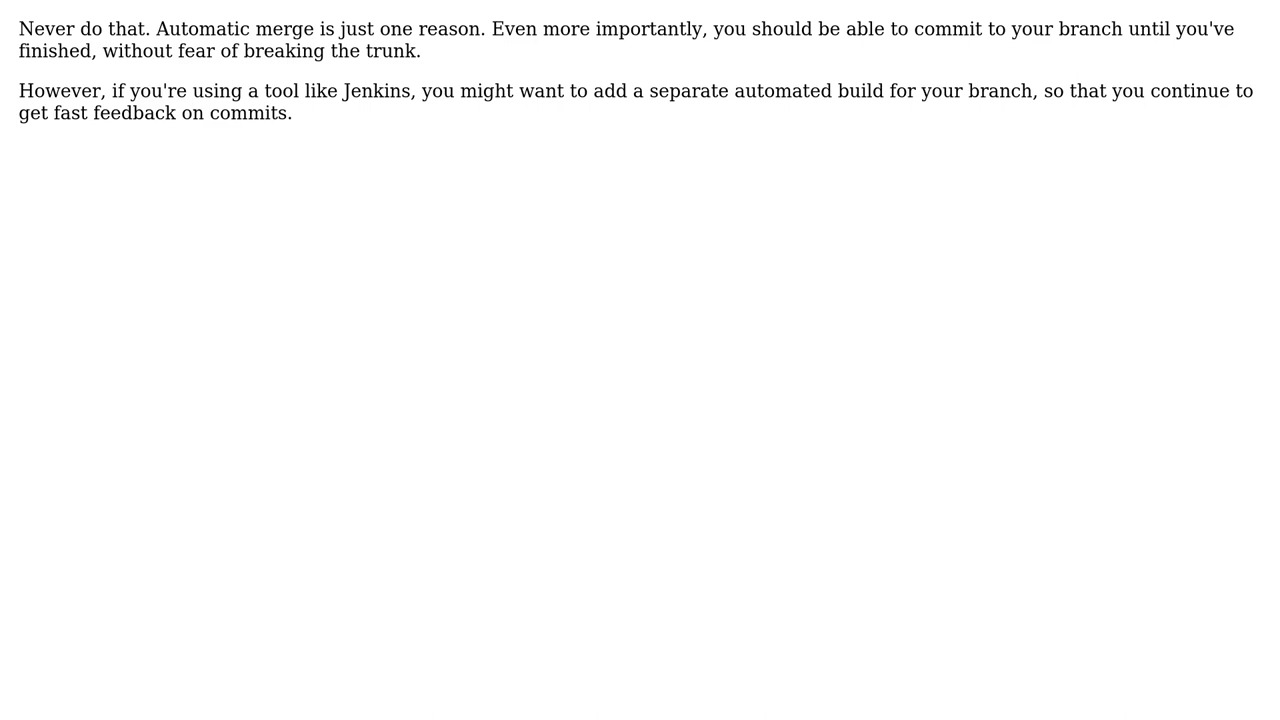 Never do that. Automatic merge is just one reason. Even more importantly, you should be able to commit to your branch until you've
finished, without fear of breaking the trunk.
However, if you're using a tool like Jenkins, you might want to add a separate automated build for your branch, so that you continue to
get fast feedback on commits.